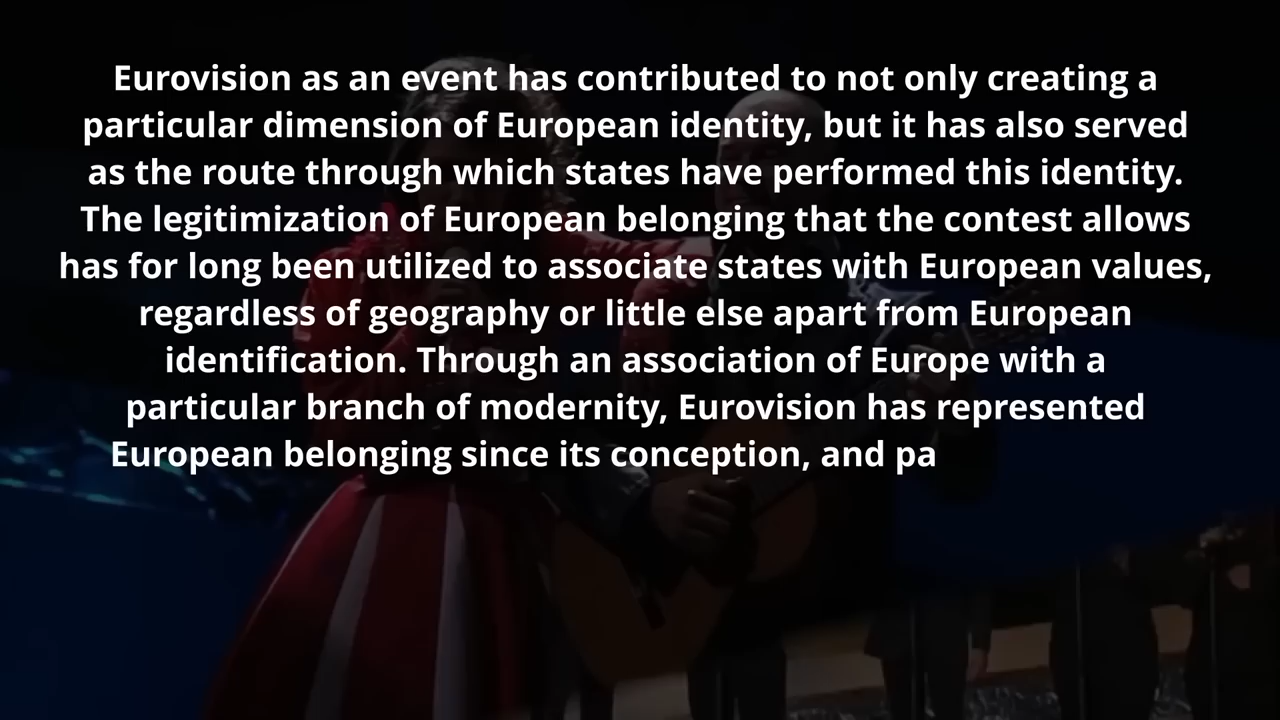 Eurovision as an event has contributed to not only creating a
particular dimension of European identity, but it has also served
as the route through which states have performed this identity.
The legitimization of European belonging that the contest allows
has for long been utilized to associate states with European values,
regardless of geography or little else apart from European
identification. Through an association of Europe with a
particular branch of modernity, Eurovision has represented
European belonging since its conception, and pa